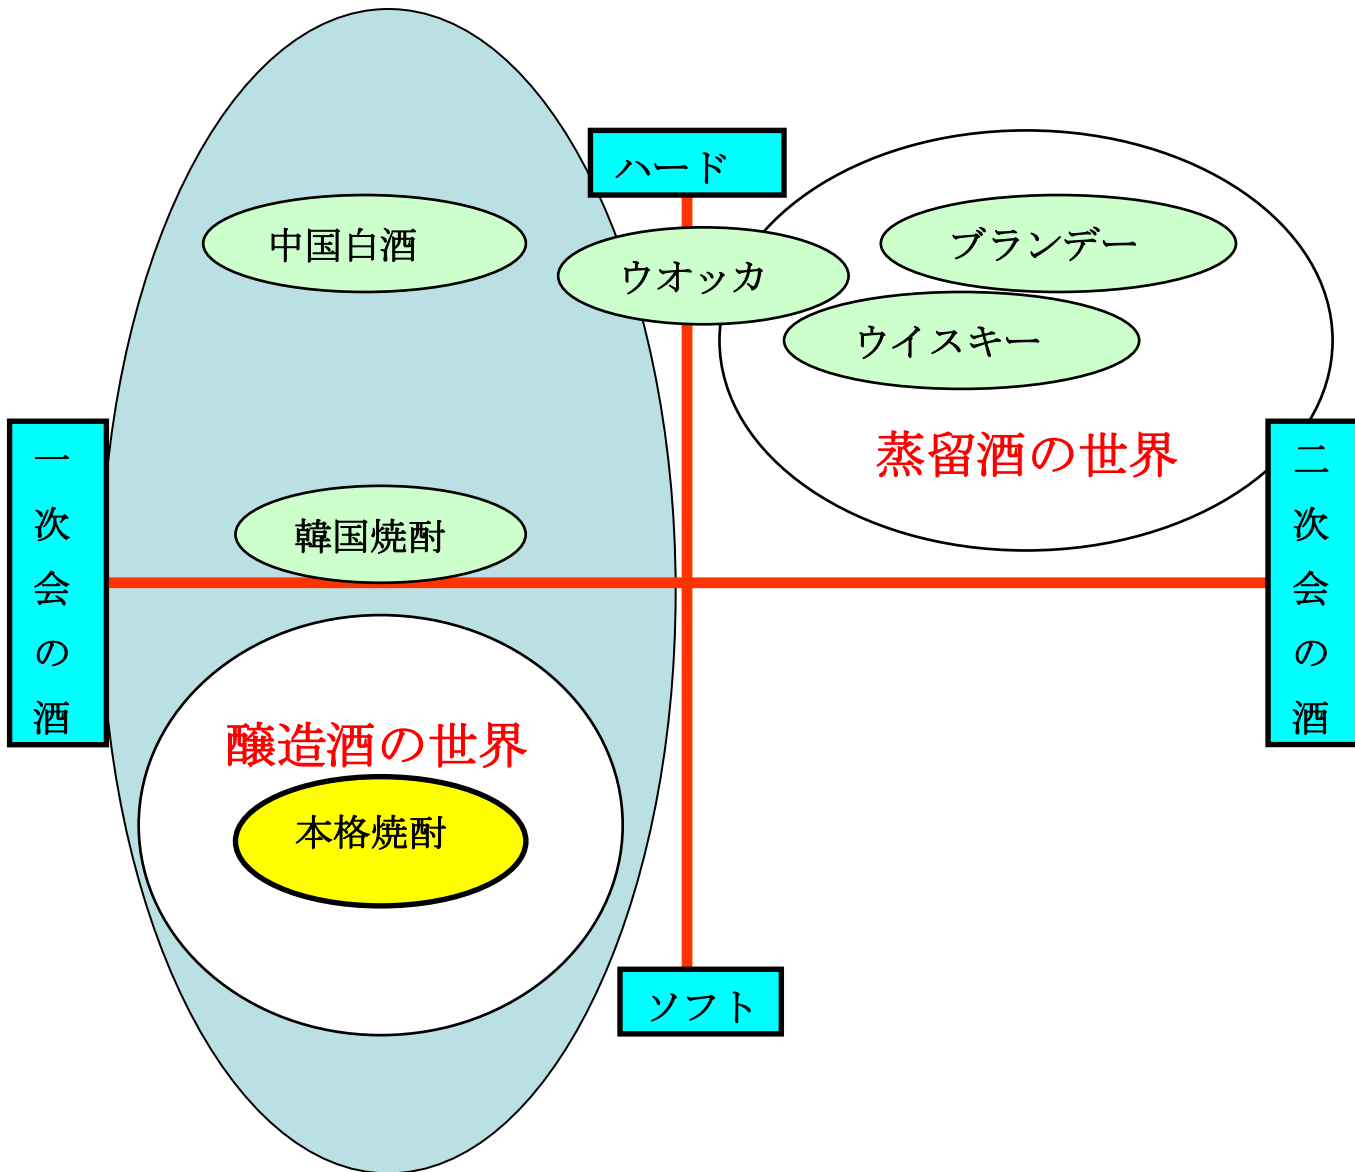 ハード
中国白酒
ブランデー
ウオッカ
ウイスキー
蒸留酒の世界
一次会の酒
二次会の酒
韓国焼酎
醸造酒の世界
本格焼酎
ソフト